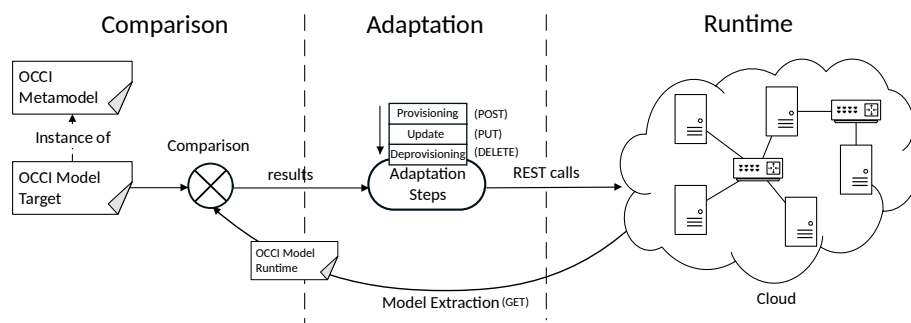 Comparison
Adaptation
Runtime
OCCI
Metamodel
Instance of
OCCI Model
Target
Comparison
results
Provisioning (POST)
Update (PUT)
Deprovisioning (DELETE)
Adaptation
Steps
REST calls
OCCI Model
Runtime
Model Extraction (GET)
Cloud